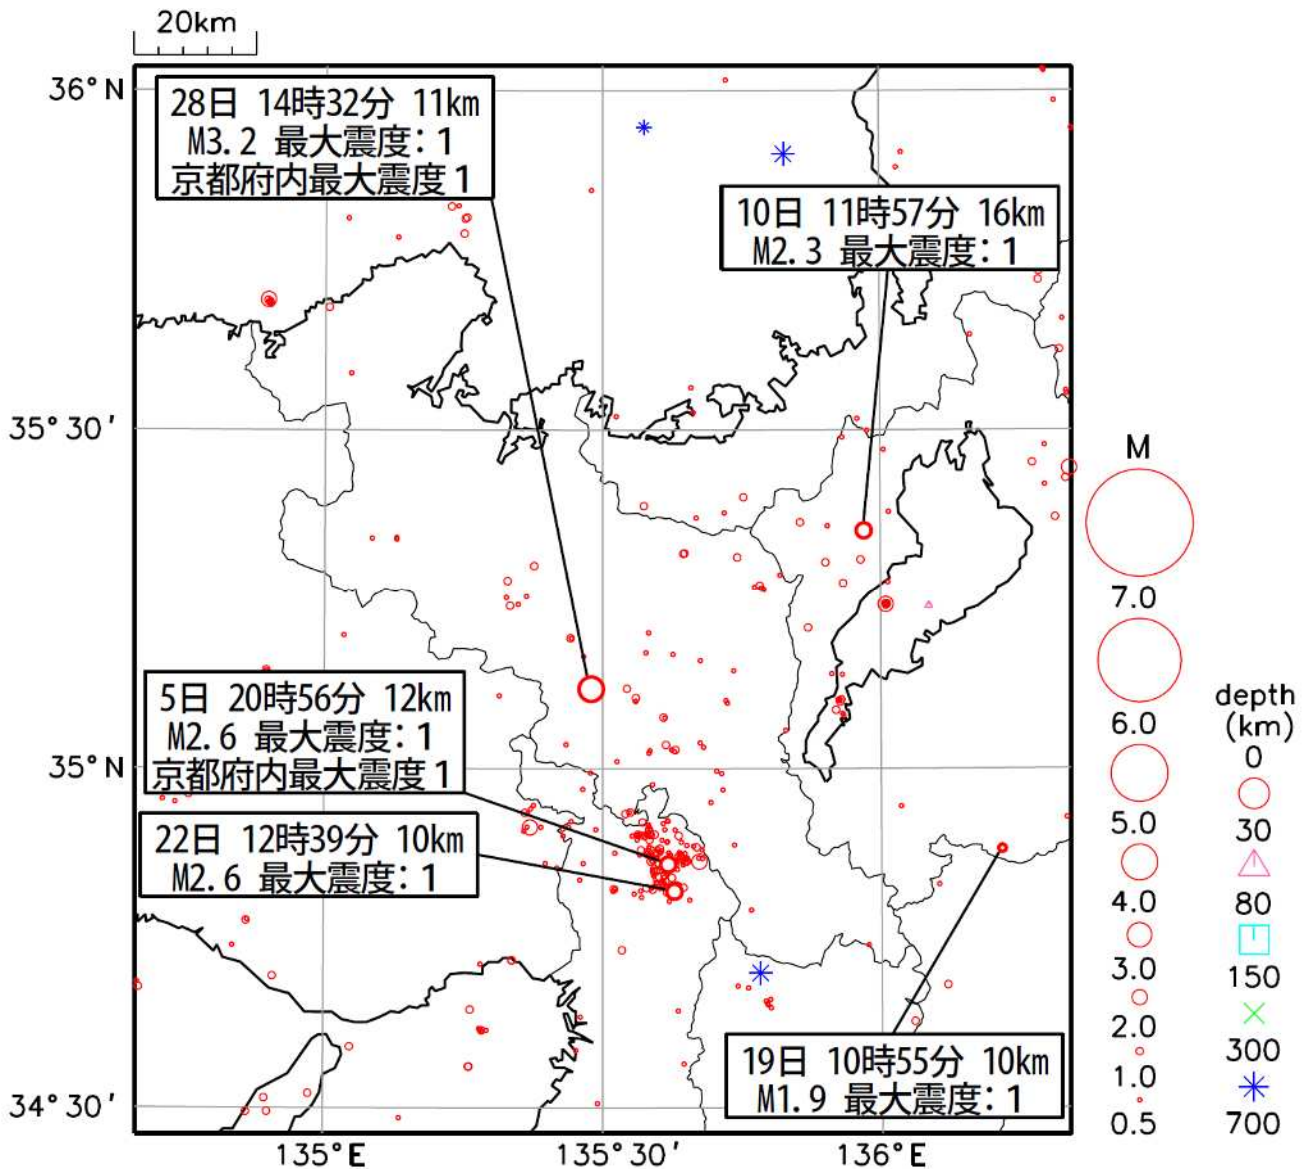 20km
36°N
28日 14時32分 11km
M3.2 最大震度:1
京都府内最大震度1
10日 11時57分 16km
M2.3 最大震度:1
35°30′
5日 20時56分 12km
M2.6 最大震度:1
京都府内最大震度1
35°N
22日 12時39分 10km
M2.6 最大震度:1
19日 10時55分 10km
M1.9 最大震度:1
34°30′
135°E
135°30′
136°E
M
7.0
6.0
5.0
4.0
3.0
2.0
1.0
0.5
depth
(km)
0
30
80
150
300
700